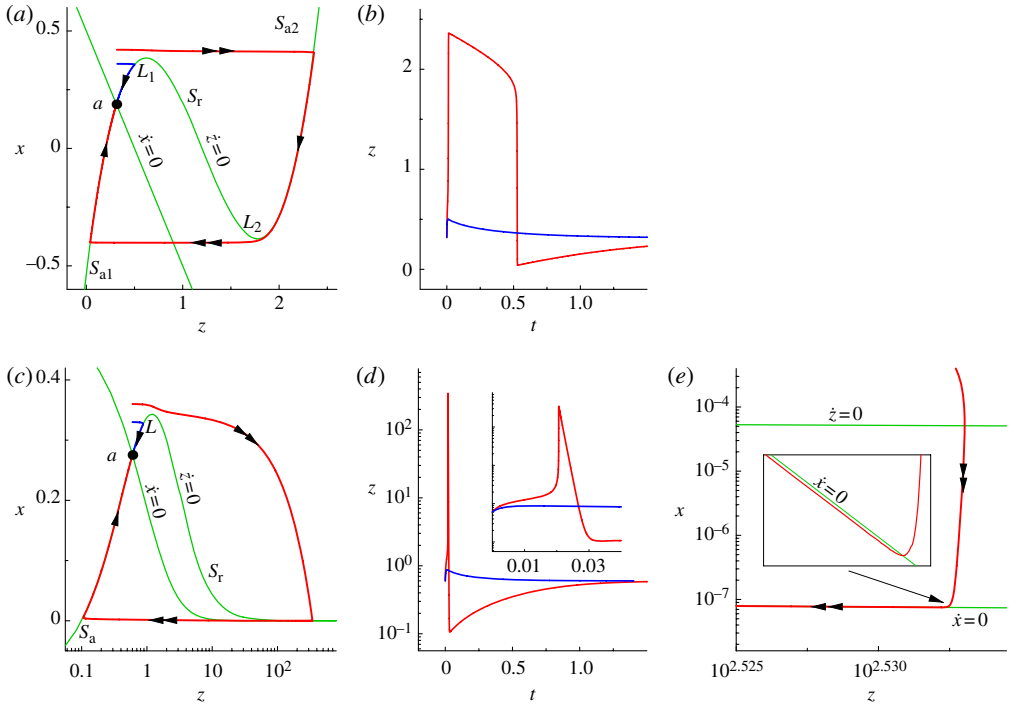 (a)
0.5
0
−0.5
x
S_a2
L_1
a
S_r
ẋ=0
ż=0
L_2
S_a1
0 1 2
z
(b)
2
1
0
z
0 0.5 1.0
t
(c)
0.4
0.2
0
x
L
a
ẋ=0
ż=0
S_r
S_a
0.1 1 10 10^2
z
(d)
10^2
10^1
10^0
10^−1
z
0.01 0.03
0 0.5 1.0
t
(e)
10^−4
10^−5
10^−6
10^−7
x
ż=0
ẋ=0
ẋ=0
10^2.525 10^2.530
z